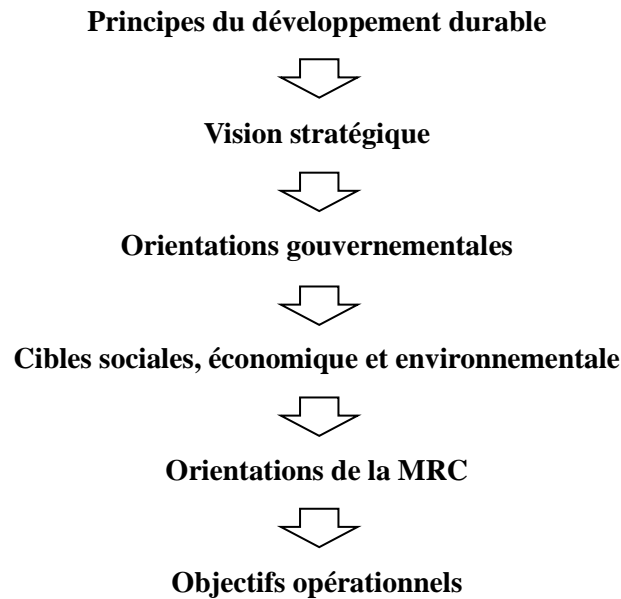 Principes du développement durable
Vision stratégique
Orientations gouvernementales
Cibles sociales, économique et environnementale
Orientations de la MRC
Objectifs opérationnels